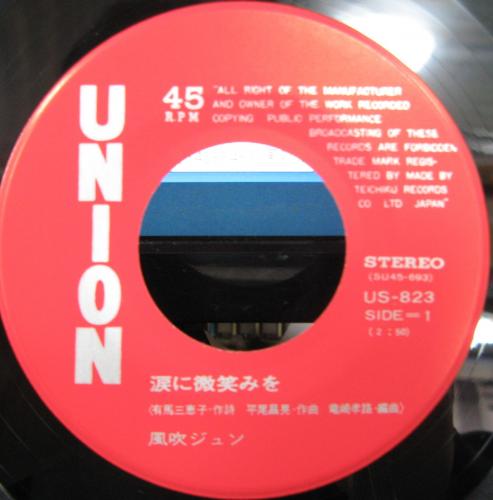 UNION
45
R.P.M
"ALL RIGHT OF THE MANUFACTURER
AND OWNER OF THE WORK RECORDED
COPYING PUBLIC PERFORMANCE
BROADCASTING OF THESE
RECORDS ARE FORBIDDEN
TRADE MARK REGIS-
TERED BY MADE BY
TEICHIKU RECORDS
CO LTD JAPAN"
STEREO
(SU45-693)
US-823
SIDE=1
(2:50)
涙に微笑みを
(有馬三恵子・作詩 平尾昌晃・作曲 竜崎孝路・編曲)
風吹ジュン